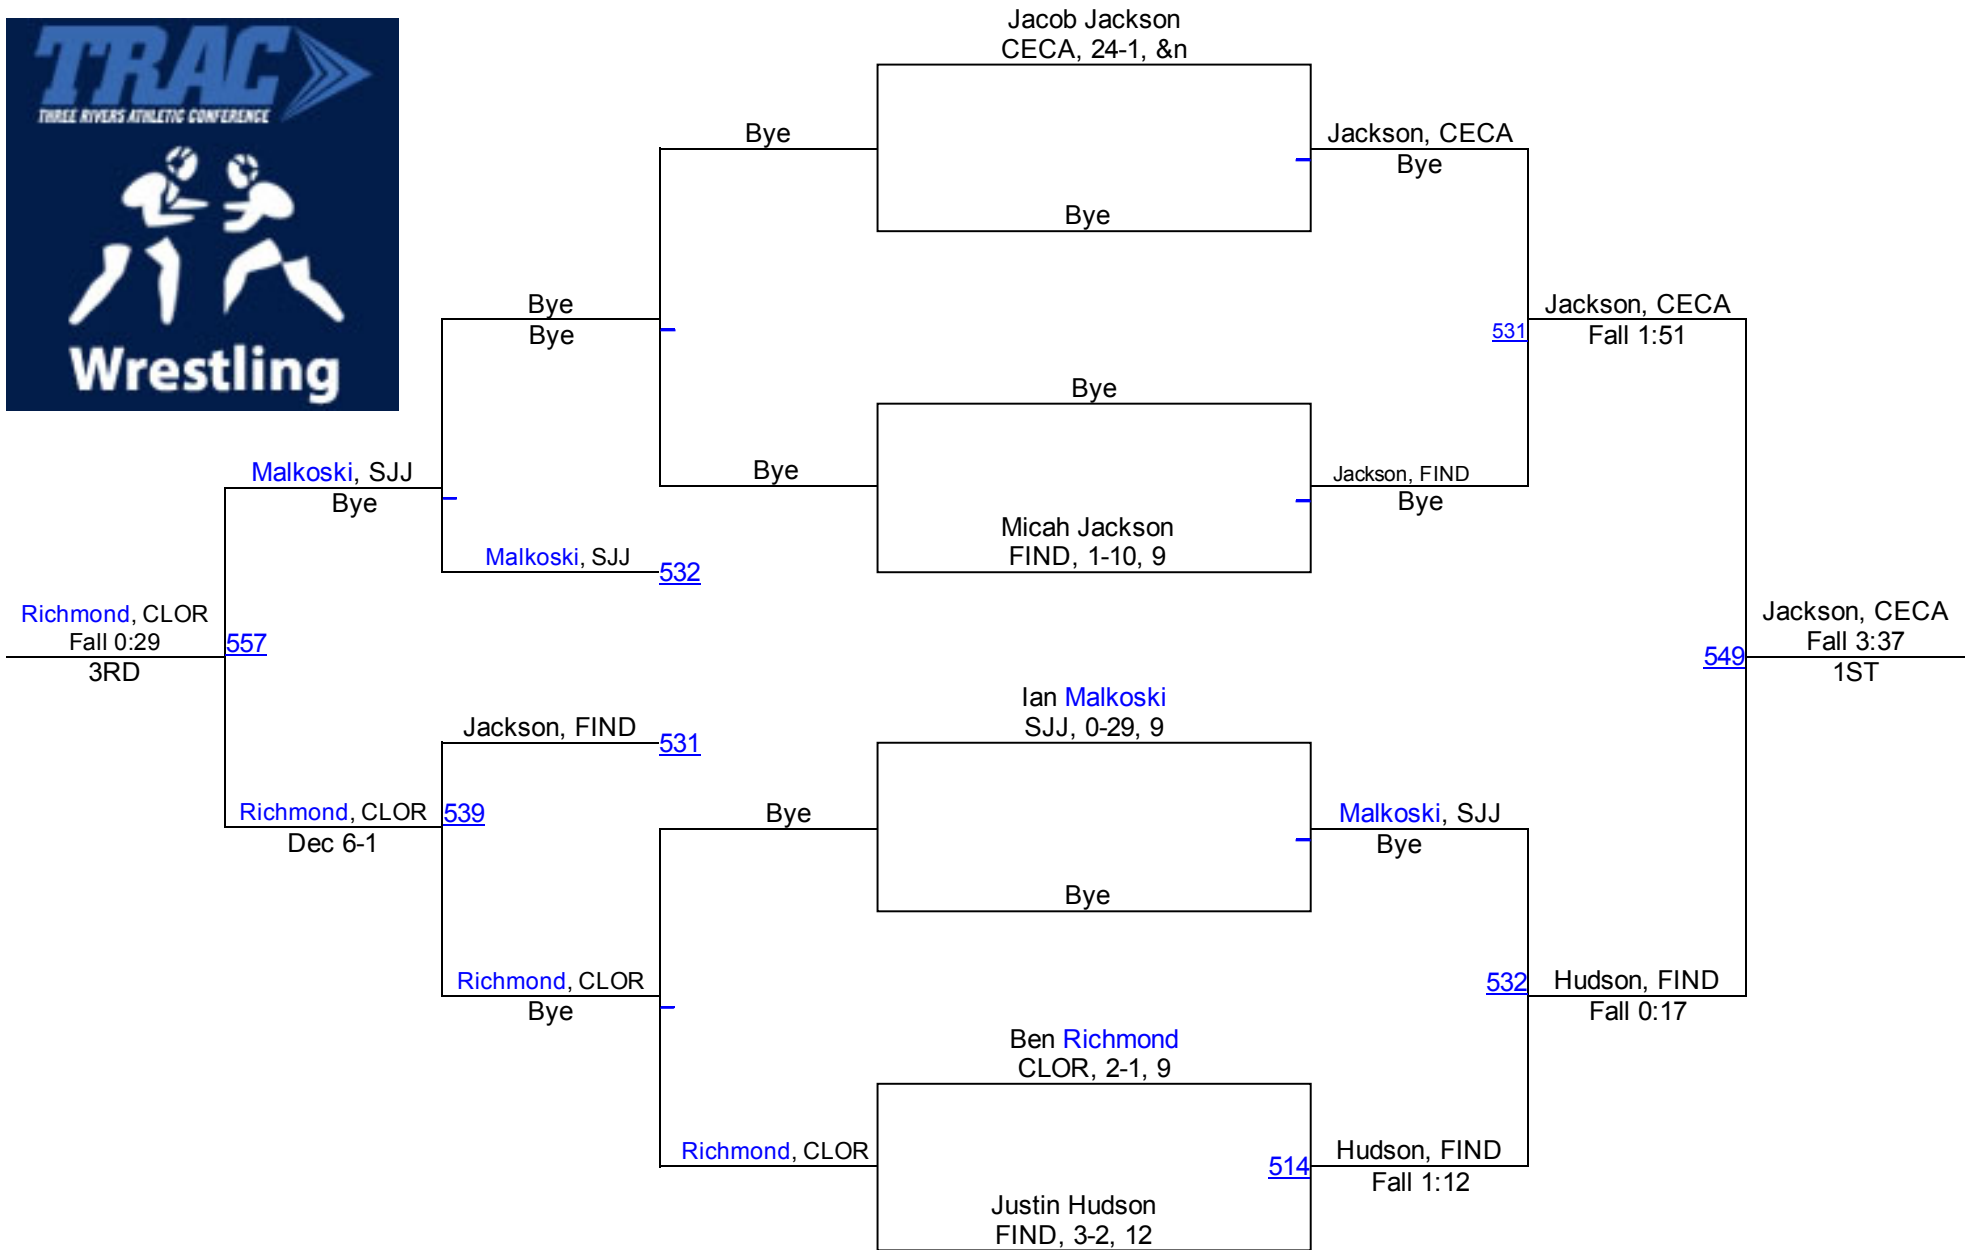 TRAC
THREE RIVERS ATHLETIC CONFERENCE
Wrestling
Jacob Jackson
CECA, 24-1, &n
Bye
Jackson, CECA
Bye
Bye
Bye
Bye
Jackson, CECA
531
Fall 1:51
Bye
Malkoski, SJJ
Bye
Bye
Jackson, FIND
Bye
Micah Jackson
FIND, 1-10, 9
Malkoski, SJJ
532
Richmond, CLOR
Fall 0:29
557
3RD
Jackson, CECA
Fall 3:37
549
1ST
Ian Malkoski
SJJ, 0-29, 9
Jackson, FIND
531
Richmond, CLOR
539
Dec 6-1
Bye
Malkoski, SJJ
Bye
Bye
Richmond, CLOR
Bye
532
Hudson, FIND
Fall 0:17
Ben Richmond
CLOR, 2-1, 9
Richmond, CLOR
514
Hudson, FIND
Fall 1:12
Justin Hudson
FIND, 3-2, 12